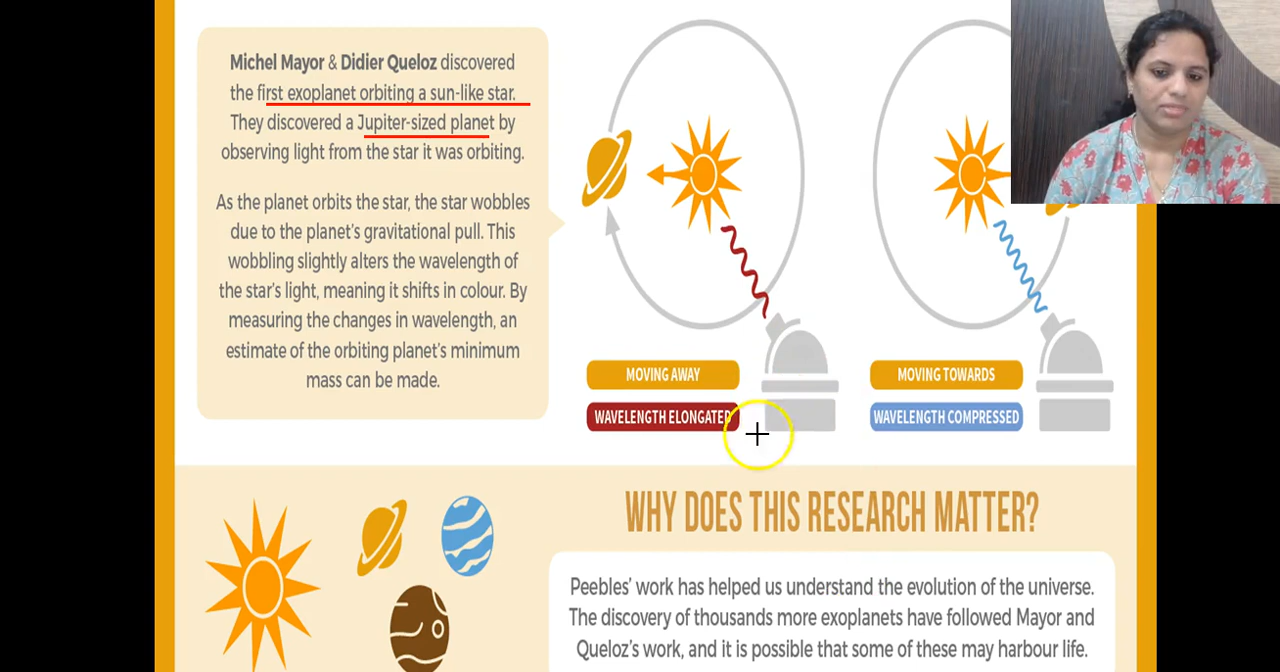 Michel Mayor & Didier Queloz discovered
the first exoplanet orbiting a sun-like star.
They discovered a Jupiter-sized planet by
observing light from the star it was orbiting.
As the planet orbits the star, the star wobbles
due to the planet's gravitational pull. This
wobbling slightly alters the wavelength of
the star's light, meaning it shifts in colour. By
measuring the changes in wavelength, an
estimate of the orbiting planet's minimum
mass can be made.
MOVING AWAY
WAVELENGTH ELONGATED
MOVING TOWARDS
WAVELENGTH COMPRESSED
WHY DOES THIS RESEARCH MATTER?
Peebles' work has helped us understand the evolution of the universe.
The discovery of thousands more exoplanets have followed Mayor and
Queloz's work, and it is possible that some of these may harbour life.